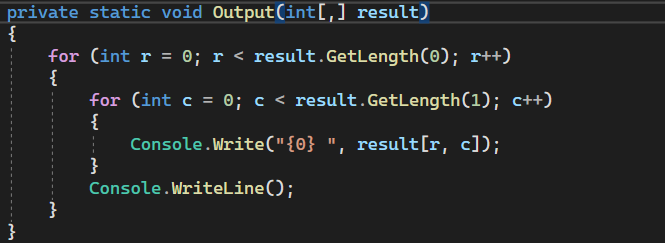 private static void Output(int[,] result)
{
    for (int r = 0; r < result.GetLength(0); r++)
    {
        for (int c = 0; c < result.GetLength(1); c++)
        {
            Console.Write("{0} ", result[r, c]);
        }
        Console.WriteLine();
    }
}